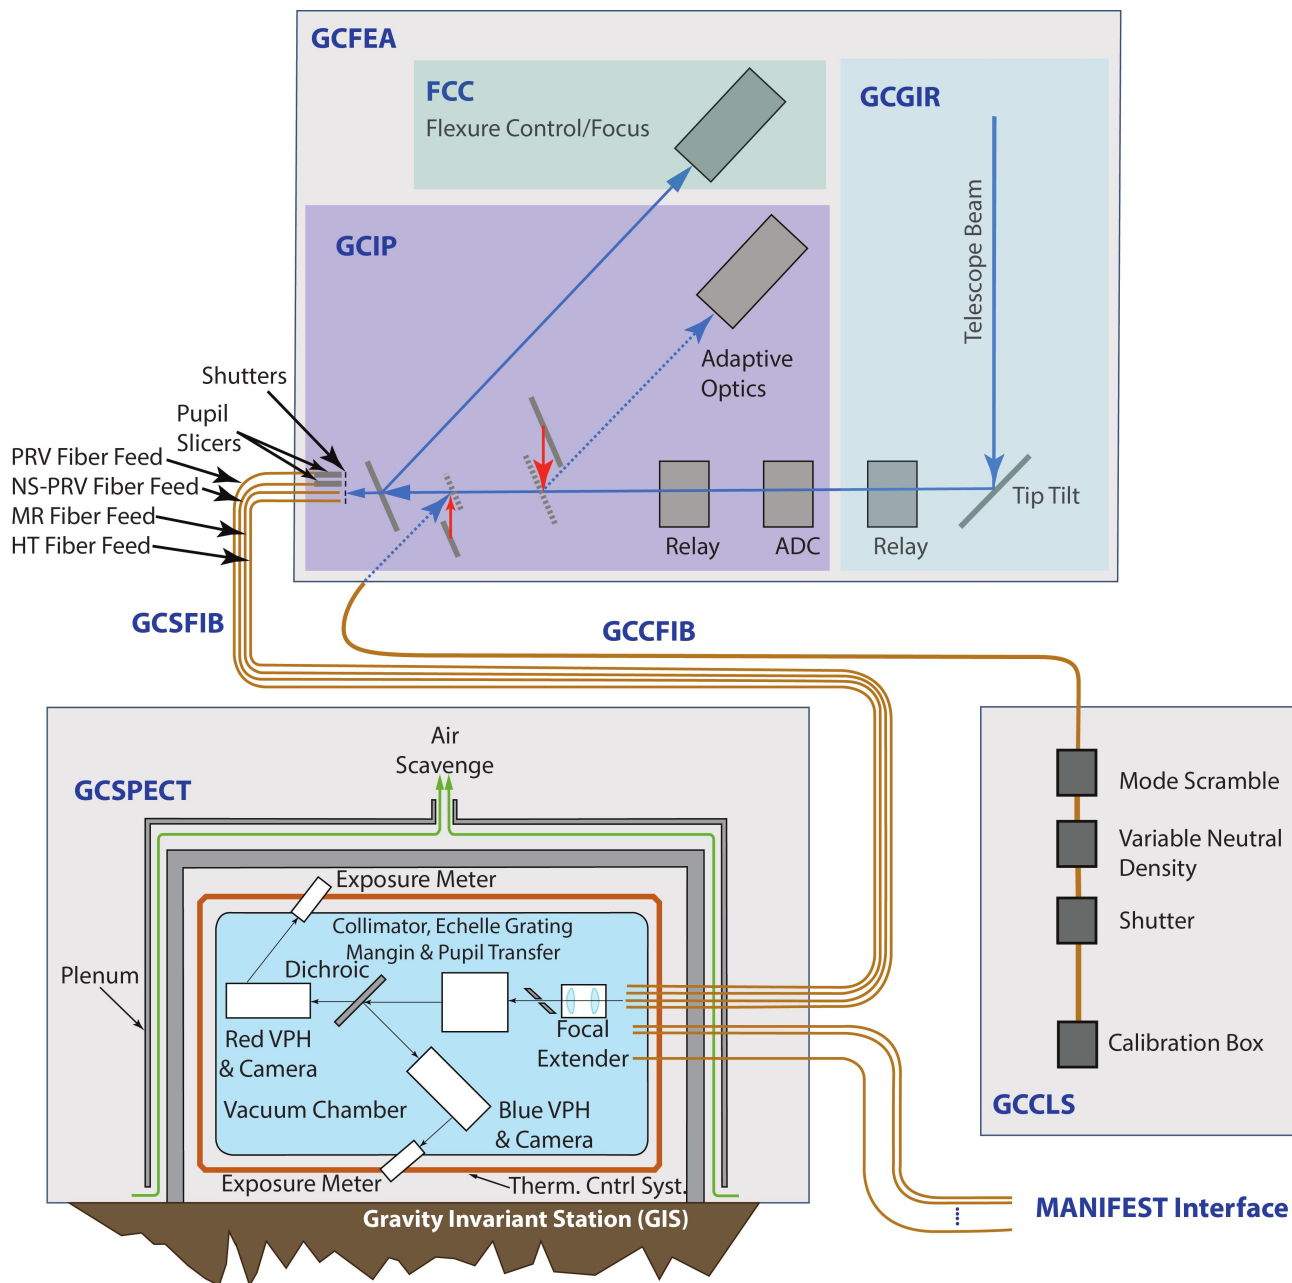 GCFEA
FCC
Flexure Control/Focus
GCGIR
Telescope Beam
GCIP
Adaptive
Optics
Shutters
Pupil
Slicers
PRV Fiber Feed
NS-PRV Fiber Feed
MR Fiber Feed
HT Fiber Feed
Tip Tilt
Relay
ADC
Relay
GCSFIB
GCCFIB
GCSPECT
Air
Scavenge
Mode Scramble
Variable Neutral
Density
Shutter
Calibration Box
GCCLS
Exposure Meter
Collimator, Echelle Grating
Mangin & Pupil Transfer
Dichroic
Plenum
Focal
Extender
Red VPH
& Camera
Vacuum Chamber
Blue VPH
& Camera
Exposure Meter
Therm. Cntrl Syst.
Gravity Invariant Station (GIS)
MANIFEST Interface